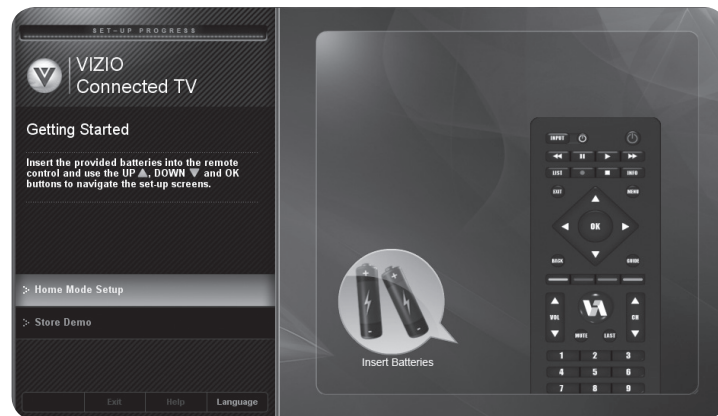 SET-UP PROGRESS
VIZIO
Connected TV
Getting Started
Insert the provided batteries into the remote
control and use the UP ▲, DOWN ▼ and OK
buttons to navigate the set-up screens.
Home Mode Setup
Store Demo
Exit Help Language
Insert Batteries
INPUT
LIST INFO
EXIT MENU
OK
BACK GUIDE
VOL CH
MUTE LAST
1 2 3
4 5 6
7 8 9